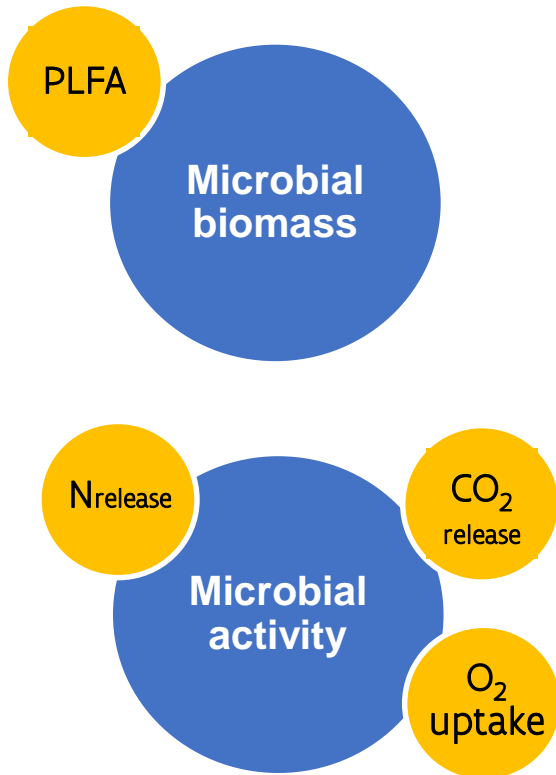 PLFA
Microbial
biomass
Nrelease
CO₂
release
Microbial
activity
O₂
uptake